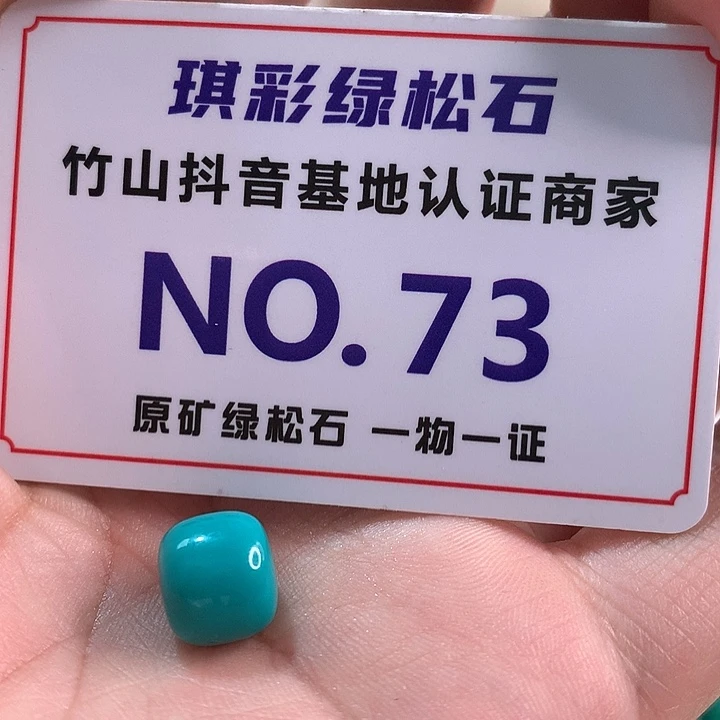 琪彩绿松石
竹山抖音基地认证商家
NO.73
原矿绿松石 一物一证